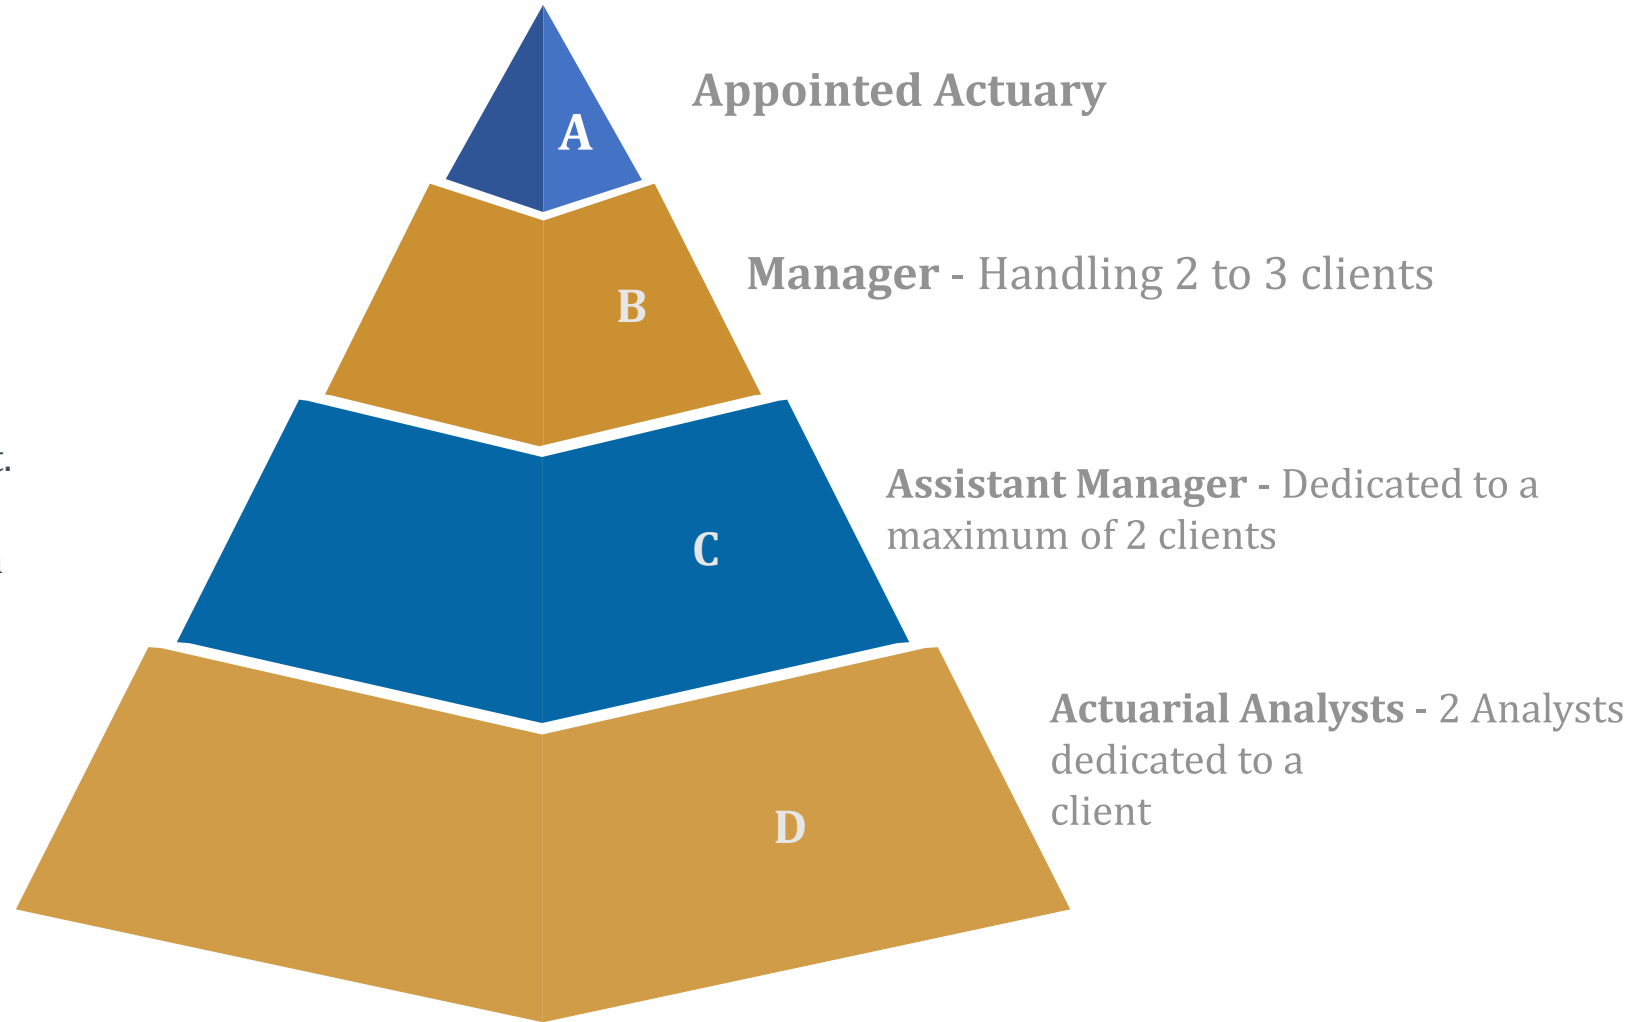 A
Appointed Actuary
B
Manager - Handling 2 to 3 clients
t.
C
Assistant Manager - Dedicated to a
maximum of 2 clients
D
Actuarial Analysts - 2 Analysts
dedicated to a
client